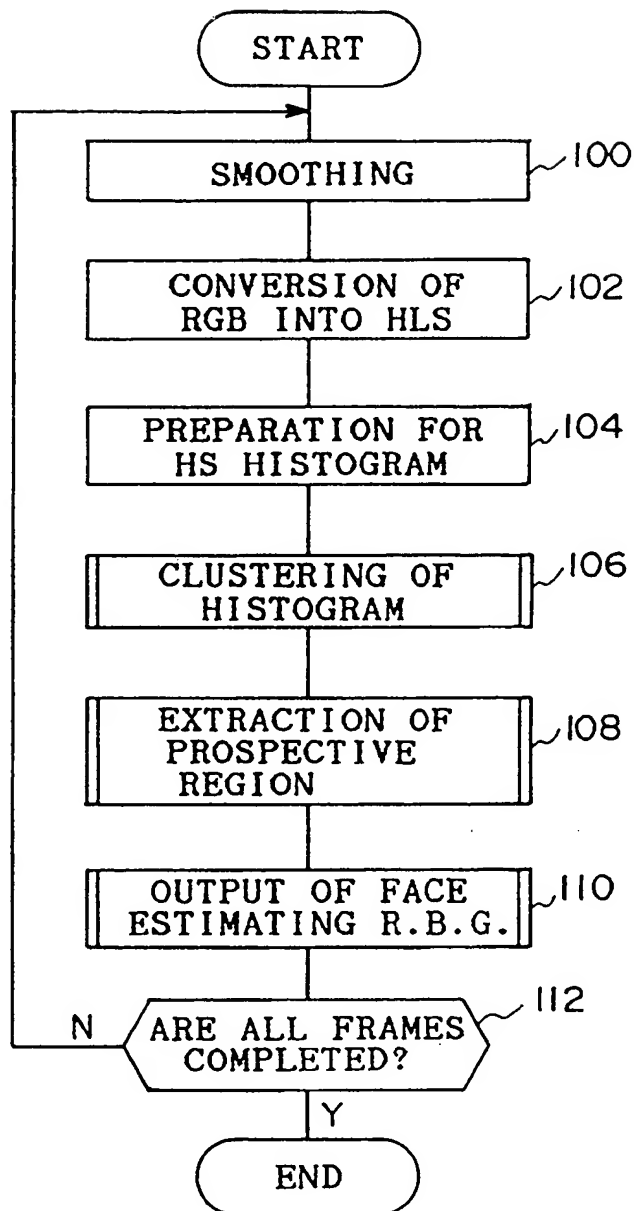 START
SMOOTHING
100
CONVERSION OF
RGB INTO HLS
102
PREPARATION FOR
HS HISTOGRAM
104
CLUSTERING OF
HISTOGRAM
106
EXTRACTION OF
PROSPECTIVE
REGION
108
OUTPUT OF FACE
ESTIMATING R.B.G.
110
ARE ALL FRAMES
COMPLETED?
112
N
Y
END